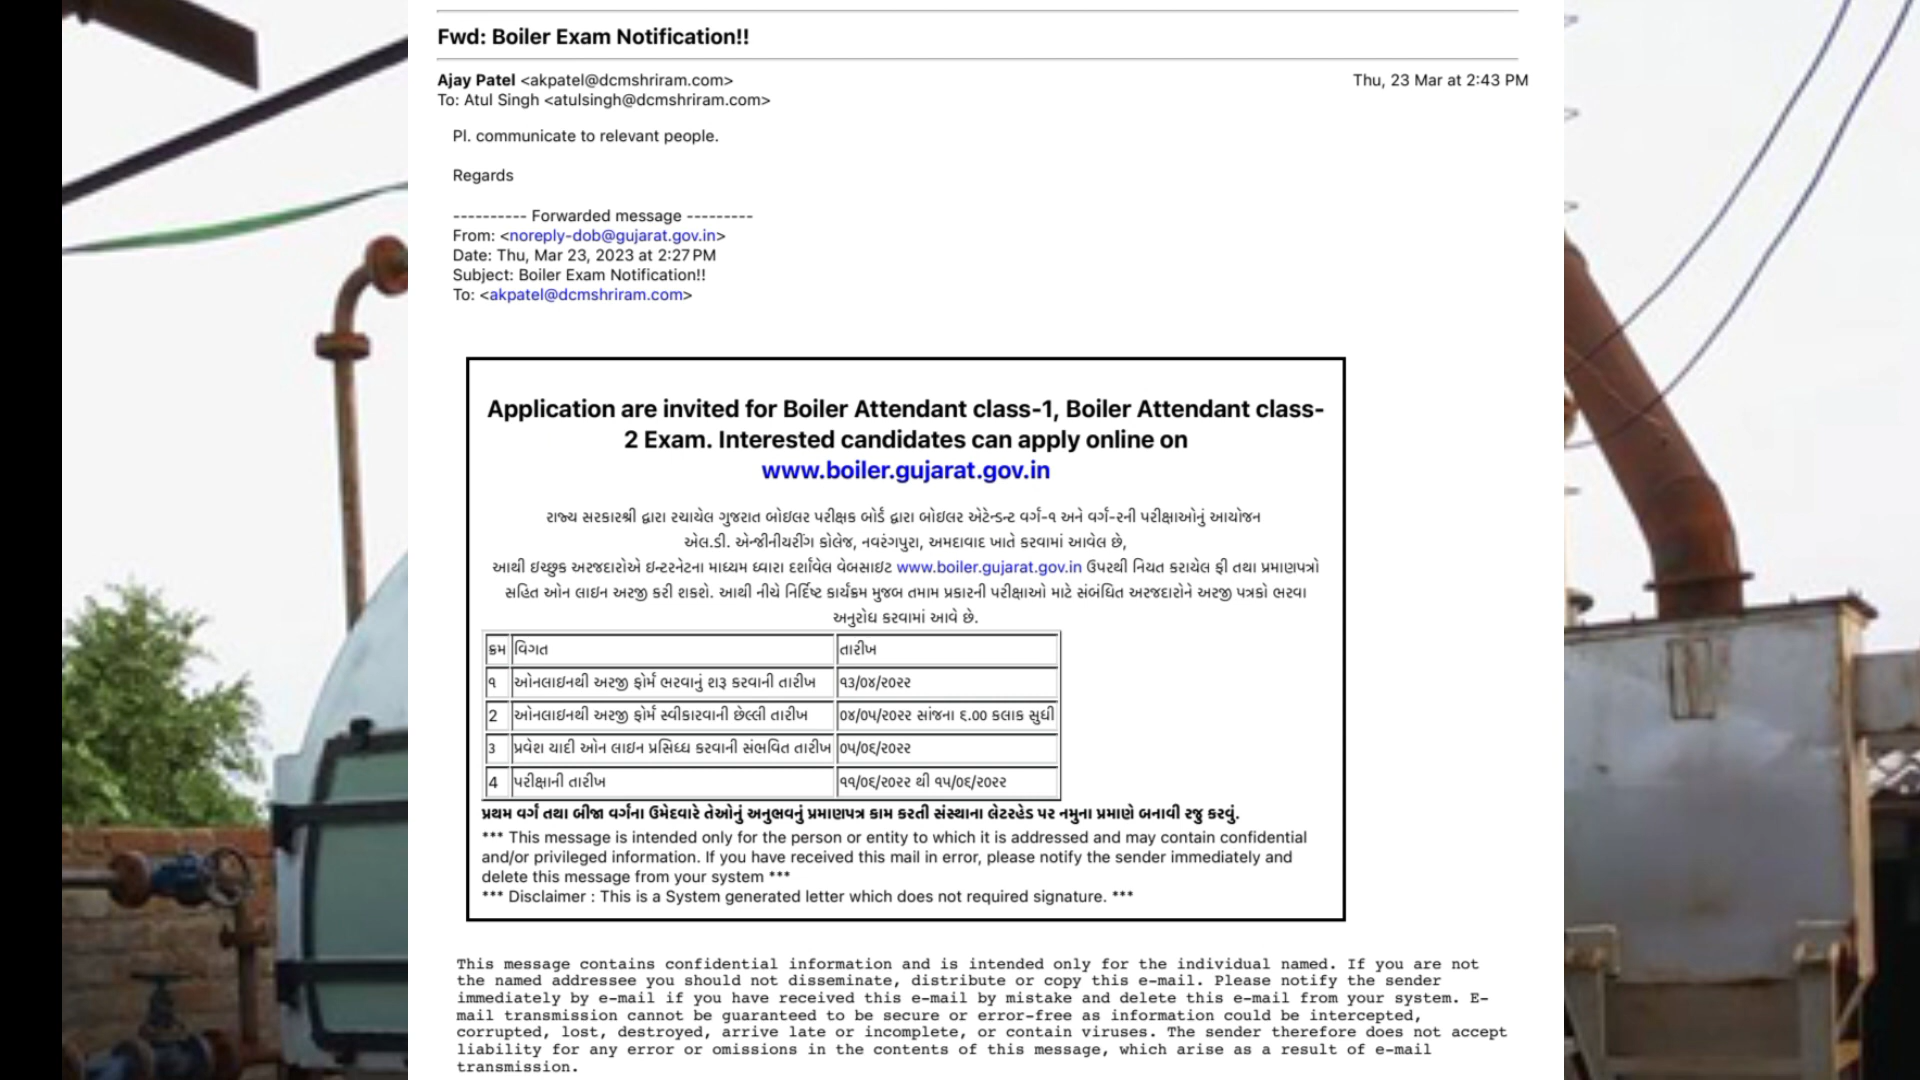 Fwd: Boiler Exam Notification!!
Ajay Patel <akpatel@dcmshriram.com>
Thu, 23 Mar at 2:43 PM
To: Atul Singh <atulsingh@dcmshriram.com>
Pl. communicate to relevant people.
Regards
---------- Forwarded message ---------
From: <noreply-dob@gujarat.gov.in>
Date: Thu, Mar 23, 2023 at 2:27 PM
Subject: Boiler Exam Notification!!
To: <akpatel@dcmshriram.com>
Application are invited for Boiler Attendant class-1, Boiler Attendant class-
2 Exam. Interested candidates can apply online on
www.boiler.gujarat.gov.in
રાજ્ય સરકારશ્રી દ્વારા રચાયેલ ગુજરાત બોઇલર પરીક્ષક બોર્ડ દ્વારા બોઇલર એટેન્ડન્ટ વર્ગ-૧ અને વર્ગ-૨ની પરીક્ષાઓનું આયોજન
એલ.ડી. એન્જીનીયરીંગ કોલેજ, નવરંગપુરા, અમદાવાદ ખાતે કરવામાં આવેલ છે,
આથી ઇચ્છુક અરજદારોએ ઇન્ટરનેટના માધ્યમ ધ્વારા દર્શાવેલ વેબસાઇટ www.boiler.gujarat.gov.in ઉપરથી નિયત કરાયેલ ફી તથા પ્રમાણપત્રો
સહિત ઓન લાઇન અરજી કરી શકશે. આથી નીચે નિર્દિષ્ટ કાર્યક્રમ મુજબ તમામ પ્રકારની પરીક્ષાઓ માટે સંબંધિત અરજદારોને અરજી પત્રકો ભરવા
અનુરોધ કરવામાં આવે છે.
ક્રમ વિગત તારીખ
૧ ઓનલાઇનથી અરજી ફોર્મ ભરવાનું શરૂ કરવાની તારીખ ૧૩/૦૪/૨૦૨૨
2 ઓનલાઇનથી અરજી ફોર્મ સ્વીકારવાની છેલ્લી તારીખ ૦૪/૦૫/૨૦૨૨ સાંજના ૬.00 કલાક સુધી
3 પ્રવેશ યાદી ઓન લાઇન પ્રસિધ્ધ કરવાની સંભવિત તારીખ ૦૫/૦૬/૨૦૨૨
4 પરીક્ષાની તારીખ ૧૧/૦૬/૨૦૨૨ થી ૧૫/૦૬/૨૦૨૨
પ્રથમ વર્ગ તથા બીજા વર્ગના ઉમેદવારે તેઓનું અનુભવનું પ્રમાણપત્ર કામ કરતી સંસ્થાના લેટરહેડ પર નમુના પ્રમાણે બનાવી રજુ કરવું.
*** This message is intended only for the person or entity to which it is addressed and may contain confidential
and/or privileged information. If you have received this mail in error, please notify the sender immediately and
delete this message from your system ***
*** Disclaimer : This is a System generated letter which does not required signature. ***
This message contains confidential information and is intended only for the individual named. If you are not
the named addressee you should not disseminate, distribute or copy this e-mail. Please notify the sender
immediately by e-mail if you have received this e-mail by mistake and delete this e-mail from your system. E-
mail transmission cannot be guaranteed to be secure or error-free as information could be intercepted,
corrupted, lost, destroyed, arrive late or incomplete, or contain viruses. The sender therefore does not accept
liability for any error or omissions in the contents of this message, which arise as a result of e-mail
transmission.